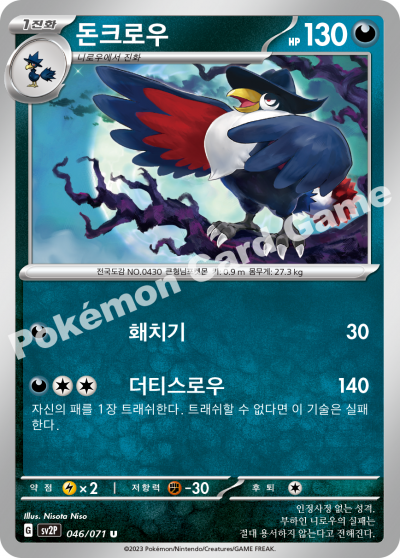 1진화 돈크로우 HP 130
니로우에서 진화
전국도감 NO.0430 큰형님포켓몬 키: 0.9 m 몸무게: 27.3 kg
Pokémon Card Game
홰치기 30
더티스로우 140
자신의 패를 1장 트래쉬한다. 트래쉬할 수 없다면 이 기술은 실패
한다.
약점 ×2 저항력 -30 후퇴
Illus. Nisota Niso
G SV2P 046/071 U
인정사정 없는 성격.
부하인 니로우의 실패는
절대 용서하지 않는다고 전해진다.
©2023 Pokémon/Nintendo/Creatures/GAME FREAK.